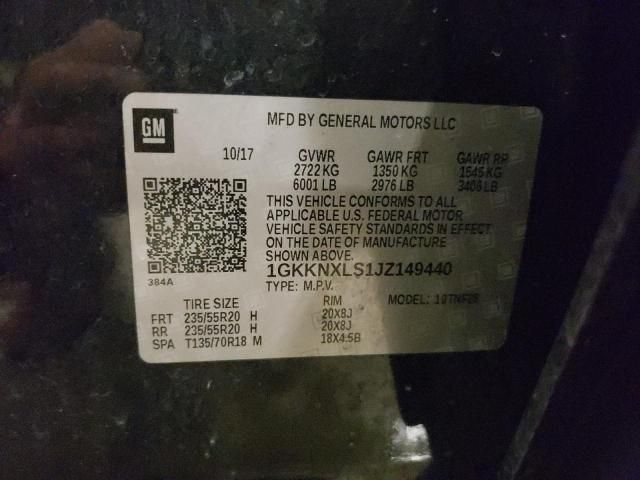 GM
MFD BY GENERAL MOTORS LLC
10/17 GVWR GAWR FRT GAWR RR
2722 KG 1350 KG 1545 KG
6001 LB 2976 LB 3406 LB
THIS VEHICLE CONFORMS TO ALL
APPLICABLE U.S. FEDERAL MOTOR
VEHICLE SAFETY STANDARDS IN EFFECT
ON THE DATE OF MANUFACTURE
SHOWN ABOVE.
384A
1GKKNXLS1JZ149440
TYPE: M.P.V. MODEL:
TIRE SIZE RIM
FRT 235/55R20 H 20X8J
RR 235/55R20 H 20X8J
SPA T135/70R18 M 18X4.5B